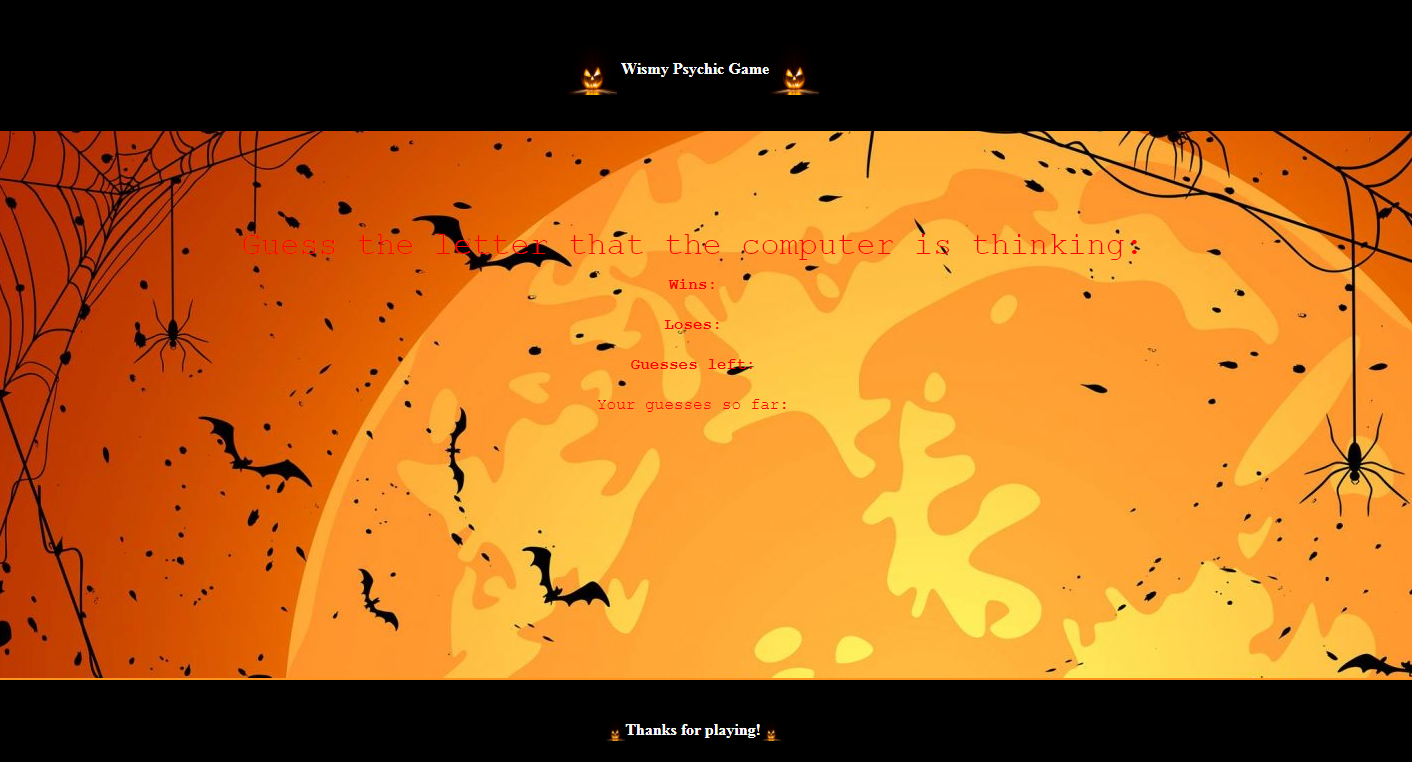 Wismy Psychic Game
Guess the letter that the computer is thinking:
Wins:
Loses:
Guesses left:
Your guesses so far:
Thanks for playing!